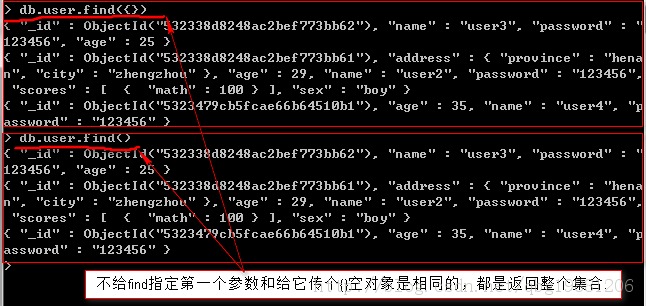 > db.user.find({})
{ "_id" : ObjectId("532338d8248ac2bef773bb62"), "name" : "user3", "password" : "
123456", "age" : 25 }
{ "_id" : ObjectId("532338d8248ac2bef773bb61"), "address" : { "province" : "hena
n", "city" : "zhengzhou" }, "age" : 29, "name" : "user2", "password" : "123456",
"scores" : [ { "math" : 100 } ], "sex" : "boy" }
{ "_id" : ObjectId("5323479cb5fcae66b64510b1"), "age" : 35, "name" : "user4", "p
assword" : "123456" }
> db.user.find()
{ "_id" : ObjectId("532338d8248ac2bef773bb62"), "name" : "user3", "password" : "
123456", "age" : 25 }
{ "_id" : ObjectId("532338d8248ac2bef773bb61"), "address" : { "province" : "hena
n", "city" : "zhengzhou" }, "age" : 29, "name" : "user2", "password" : "123456",
"scores" : [ { "math" : 100 } ], "sex" : "boy" }
{ "_id" : ObjectId("5323479cb5fcae66b64510b1"), "age" : 35, "name" : "user4", "p
assword" : "123456" }
>
不给find指定第一个参数和给它传个{}空对象是相同的，都是返回整个集合